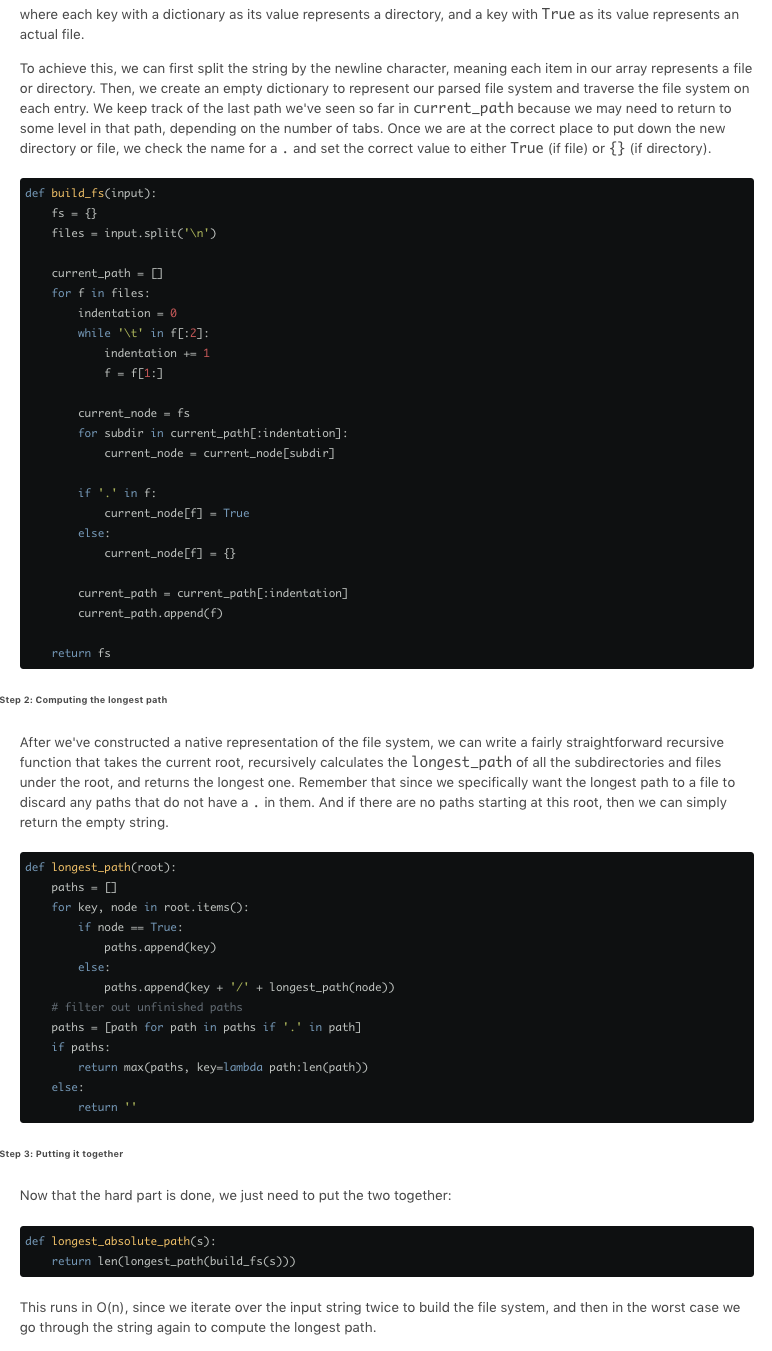 where each key with a dictionary as its value represents a directory, and a key with True as its value represents an
actual file.
To achieve this, we can first split the string by the newline character, meaning each item in our array represents a file
or directory. Then, we create an empty dictionary to represent our parsed file system and traverse the file system on
each entry. We keep track of the last path we've seen so far in current_path because we may need to return to
some level in that path, depending on the number of tabs. Once we are at the correct place to put down the new
directory or file, we check the name for a . and set the correct value to either True (if file) or {} (if directory).
def build_fs(input):
    fs = {}
    files = input.split('\n')

    current_path = []
    for f in files:
        indentation = 0
        while '\t' in f[:2]:
            indentation += 1
            f = f[1:]

        current_node = fs
        for subdir in current_path[:indentation]:
            current_node = current_node[subdir]

        if '.' in f:
            current_node[f] = True
        else:
            current_node[f] = {}

        current_path = current_path[:indentation]
        current_path.append(f)

    return fs
Step 2: Computing the longest path
After we've constructed a native representation of the file system, we can write a fairly straightforward recursive
function that takes the current root, recursively calculates the longest_path of all the subdirectories and files
under the root, and returns the longest one. Remember that since we specifically want the longest path to a file to
discard any paths that do not have a . in them. And if there are no paths starting at this root, then we can simply
return the empty string.
def longest_path(root):
    paths = []
    for key, node in root.items():
        if node == True:
            paths.append(key)
        else:
            paths.append(key + '/' + longest_path(node))
    # filter out unfinished paths
    paths = [path for path in paths if '.' in path]
    if paths:
        return max(paths, key=lambda path:len(path))
    else:
        return ''
Step 3: Putting it together
Now that the hard part is done, we just need to put the two together:
def longest_absolute_path(s):
    return len(longest_path(build_fs(s)))
This runs in O(n), since we iterate over the input string twice to build the file system, and then in the worst case we
go through the string again to compute the longest path.